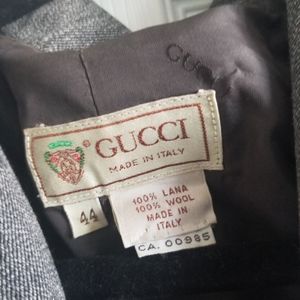 GUCCI
GUCCI
MADE IN ITALY
44
100% LANA
100% WOOL
MADE IN
ITALY
CA. 00985